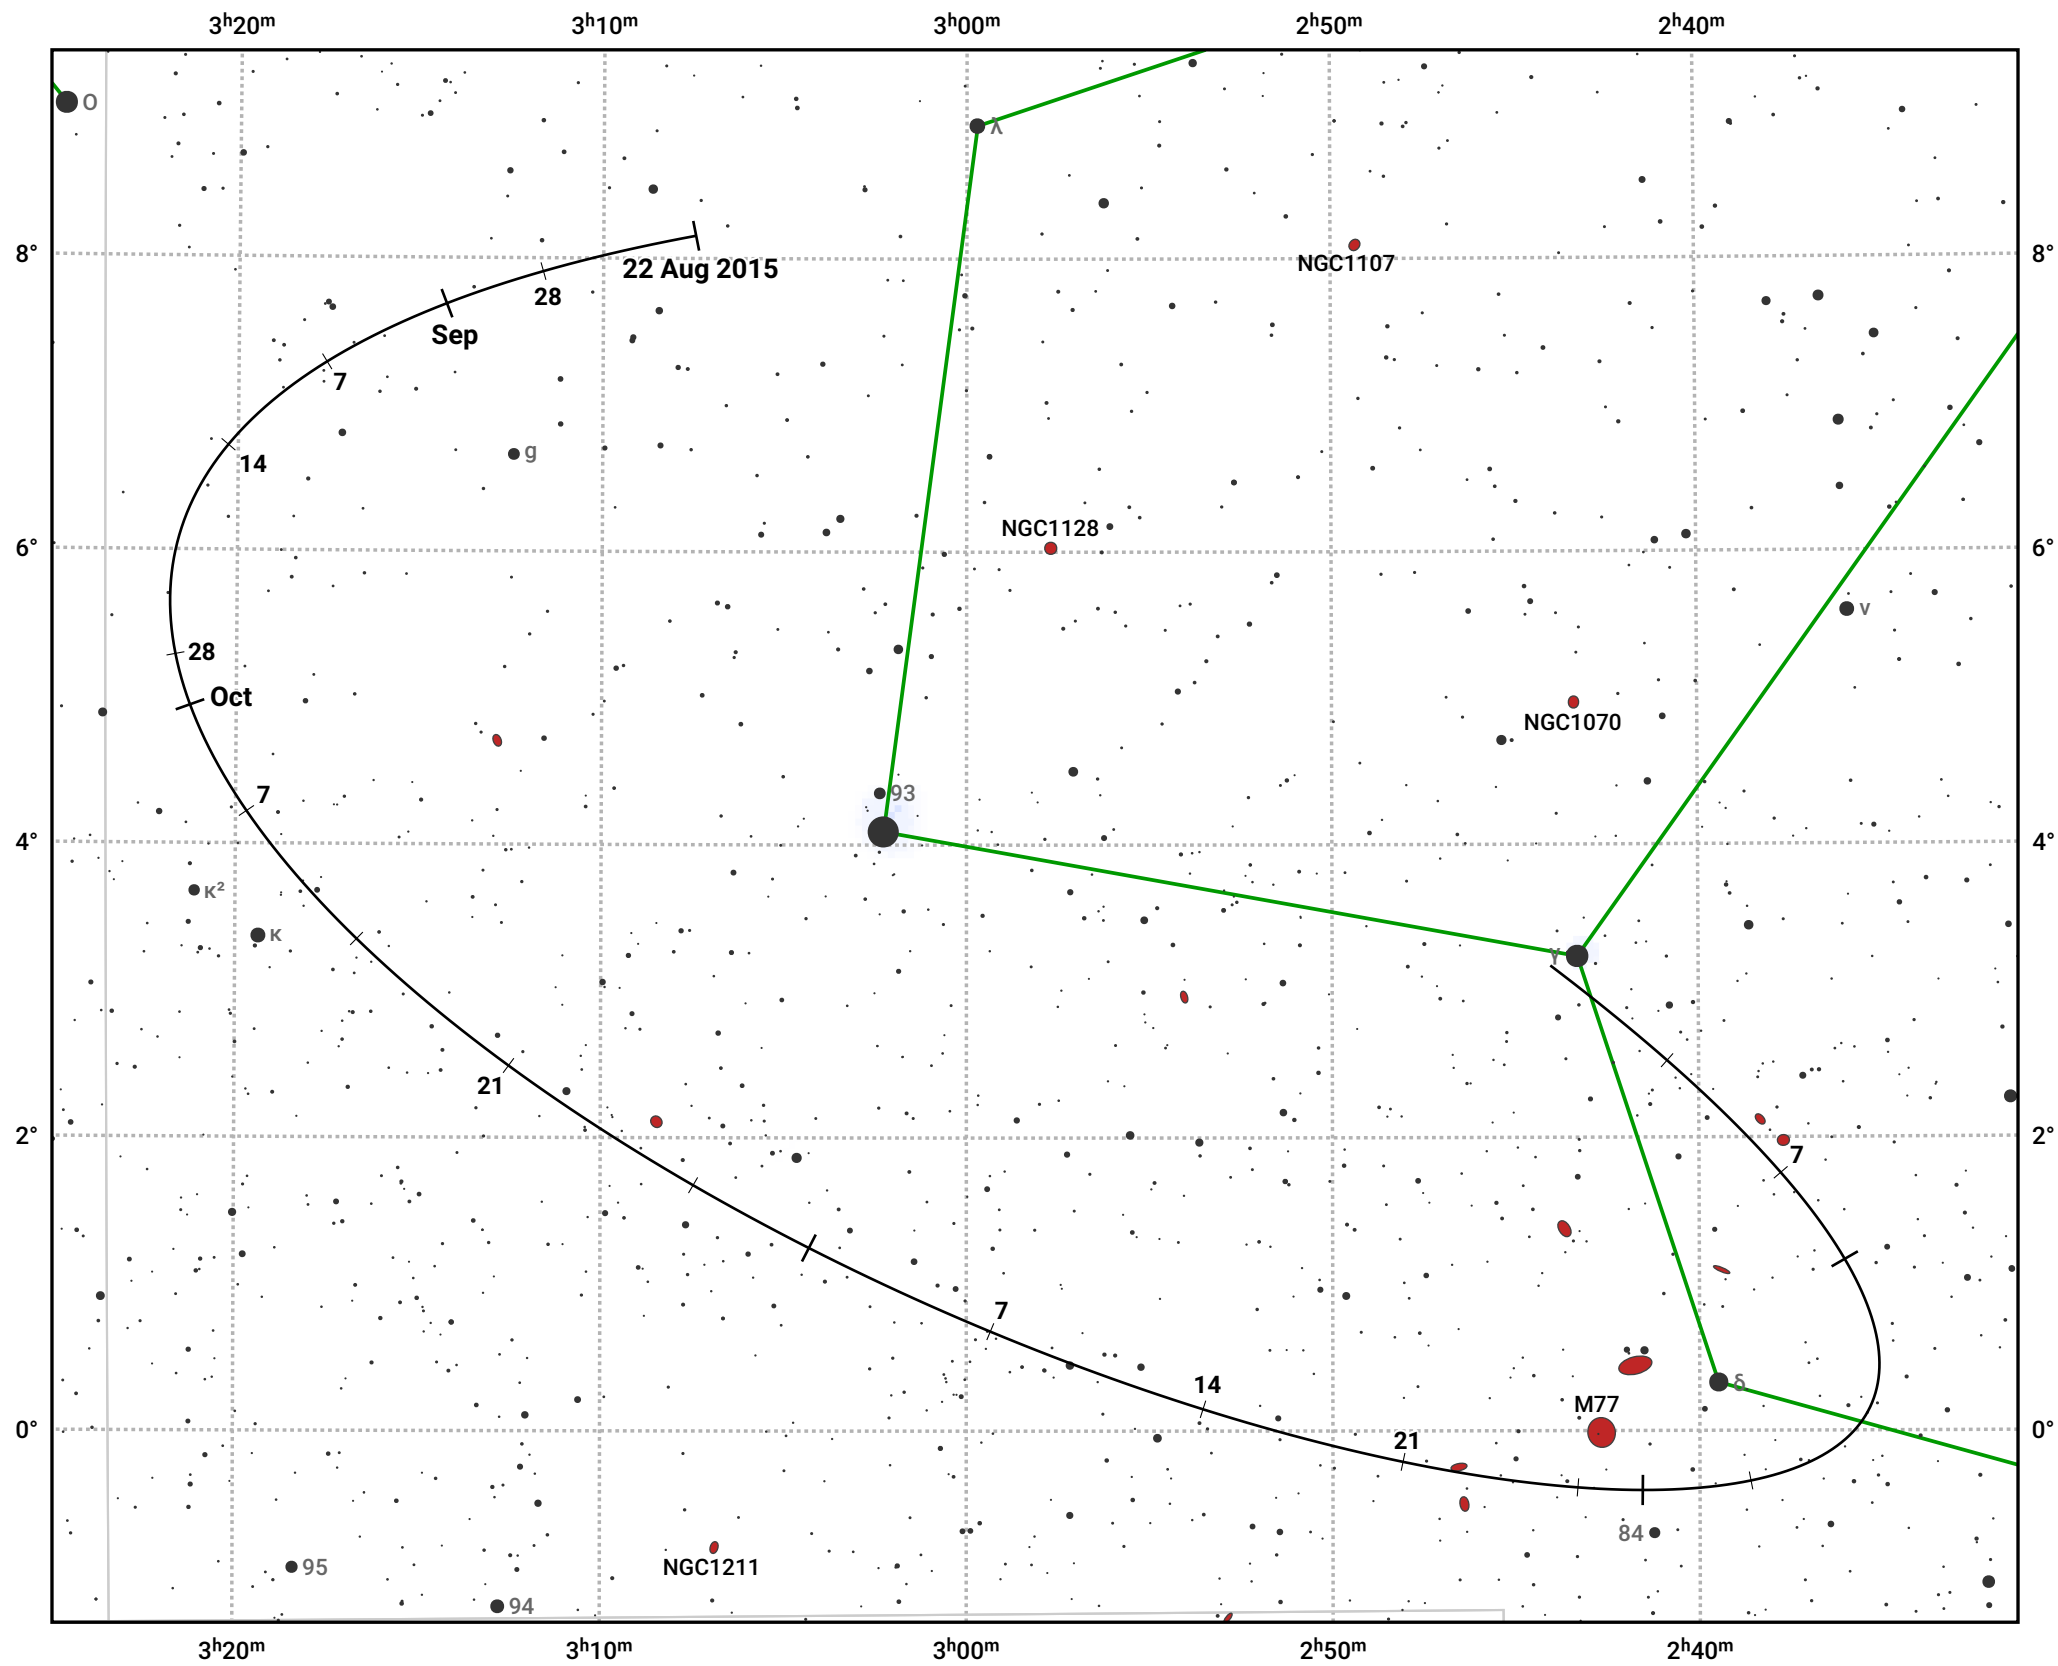 3h20m 3h10m 3h00m 2h50m 2h40m
O
λ
8° 8°
NGC1107
22 Aug 2015
28
Sep
7
g
14
NGC1128
6° 6°
ν
28
Oct
NGC1070
7
93
4° 4°
κ²
κ
γ
21
2° 2°
7
7
14
δ
M77
0° 0°
21
84
95
NGC1211
94
3h20m 3h10m 3h00m 2h50m 2h40m